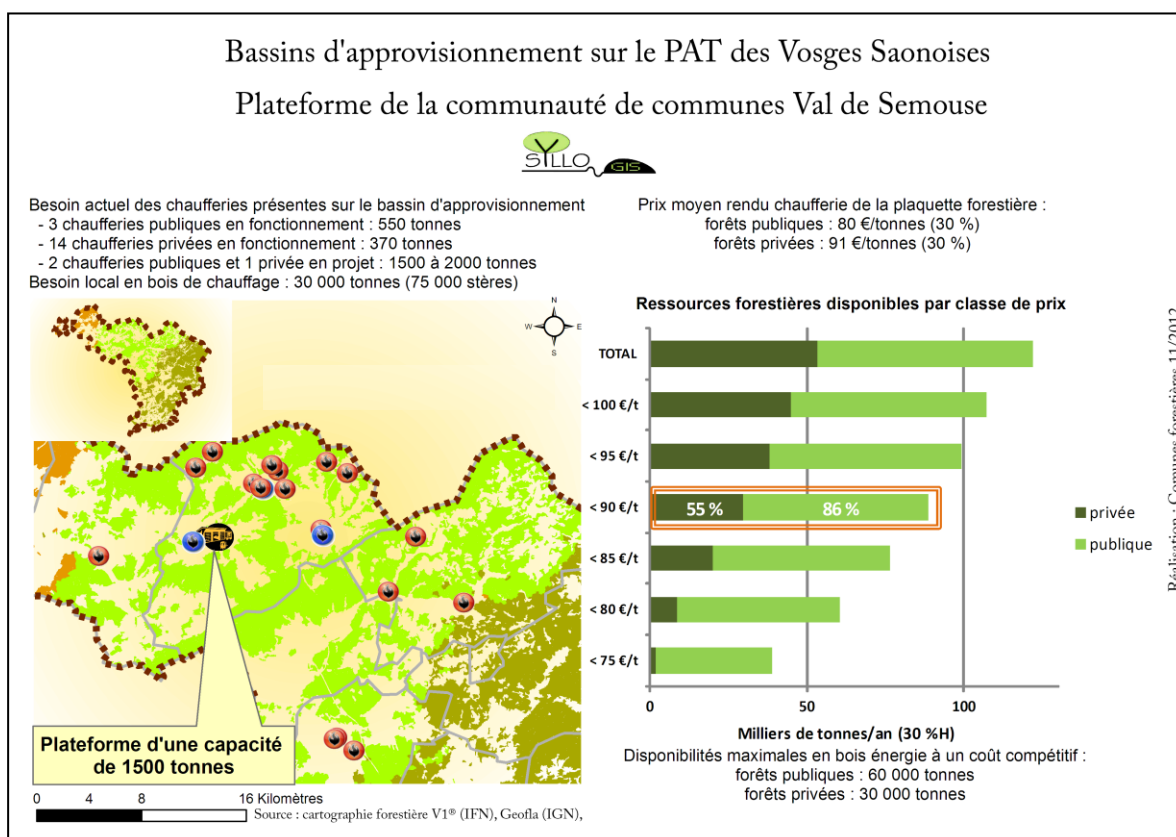 Bassins d'approvisionnement sur le PAT des Vosges Saonoises
Plateforme de la communauté de communes Val de Semouse
SYLLO GIS
Besoin actuel des chaufferies présentes sur le bassin d'approvisionnement
- 3 chaufferies publiques en fonctionnement : 550 tonnes
- 14 chaufferies privées en fonctionnement : 370 tonnes
- 2 chaufferies publiques et 1 privée en projet : 1500 à 2000 tonnes
Besoin local en bois de chauffage : 30 000 tonnes (75 000 stères)
N
W E
S
Plateforme d'une capacité
de 1500 tonnes
0 4 8 16 Kilomètres
Source : cartographie forestière V1® (IFN), Geofla (IGN),
Prix moyen rendu chaufferie de la plaquette forestière :
forêts publiques : 80 €/tonnes (30 %)
forêts privées : 91 €/tonnes (30 %)
Ressources forestières disponibles par classe de prix
TOTAL
< 100 €/t
< 95 €/t
<90 €/t 55 % 86 %
< 85 €/t
< 80 €/t
< 75 €/t
0 50 100
privée
publique
Milliers de tonnes/an (30 %H)
Disponibilités maximales en bois énergie à un coût compétitif :
forêts publiques : 60 000 tonnes
forêts privées : 30 000 tonnes
Réalisation : Communes forestières 11/2012